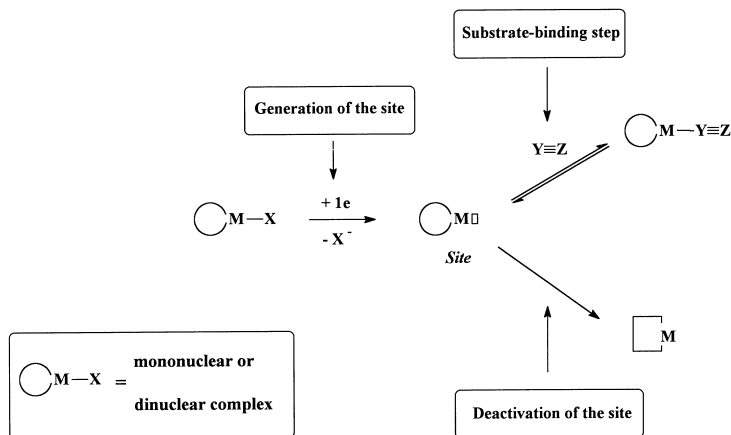 Substrate-binding step
Generation of the site
Y≡Z
M—Y≡Z
+ 1e
M—X
- X⁻
M□
Site
M
M—X = mononuclear or
dinuclear complex
Deactivation of the site